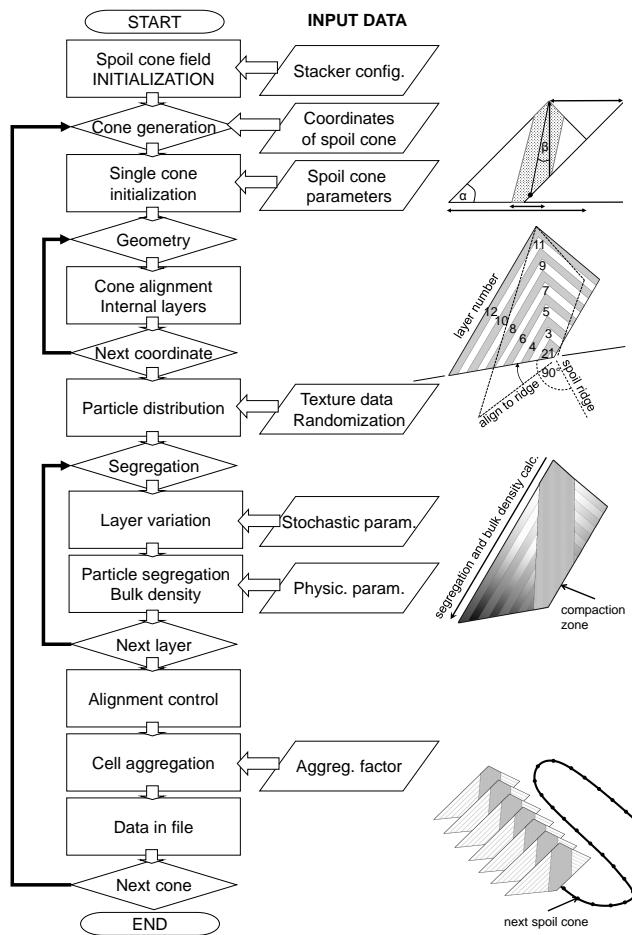 START
INPUT DATA
Spoil cone field
INITIALIZATION
Stacker config.
Cone generation
Coordinates
of spoil cone
Single cone
initialization
Spoil cone
parameters
Geometry
Cone alignment
Internal layers
Next coordinate
Particle distribution
Texture data
Randomization
Segregation
Layer variation
Stochastic param.
Particle segregation
Bulk density
Physic. param.
Next layer
Alignment control
Cell aggregation
Aggreg. factor
Data in file
Next cone
END
β
α
layer number
11
9
7
5
3
21
12
10
8
6
4
90°
align to ridge
spoil ridge
segregation and bulk density calc.
compaction
zone
next spoil cone